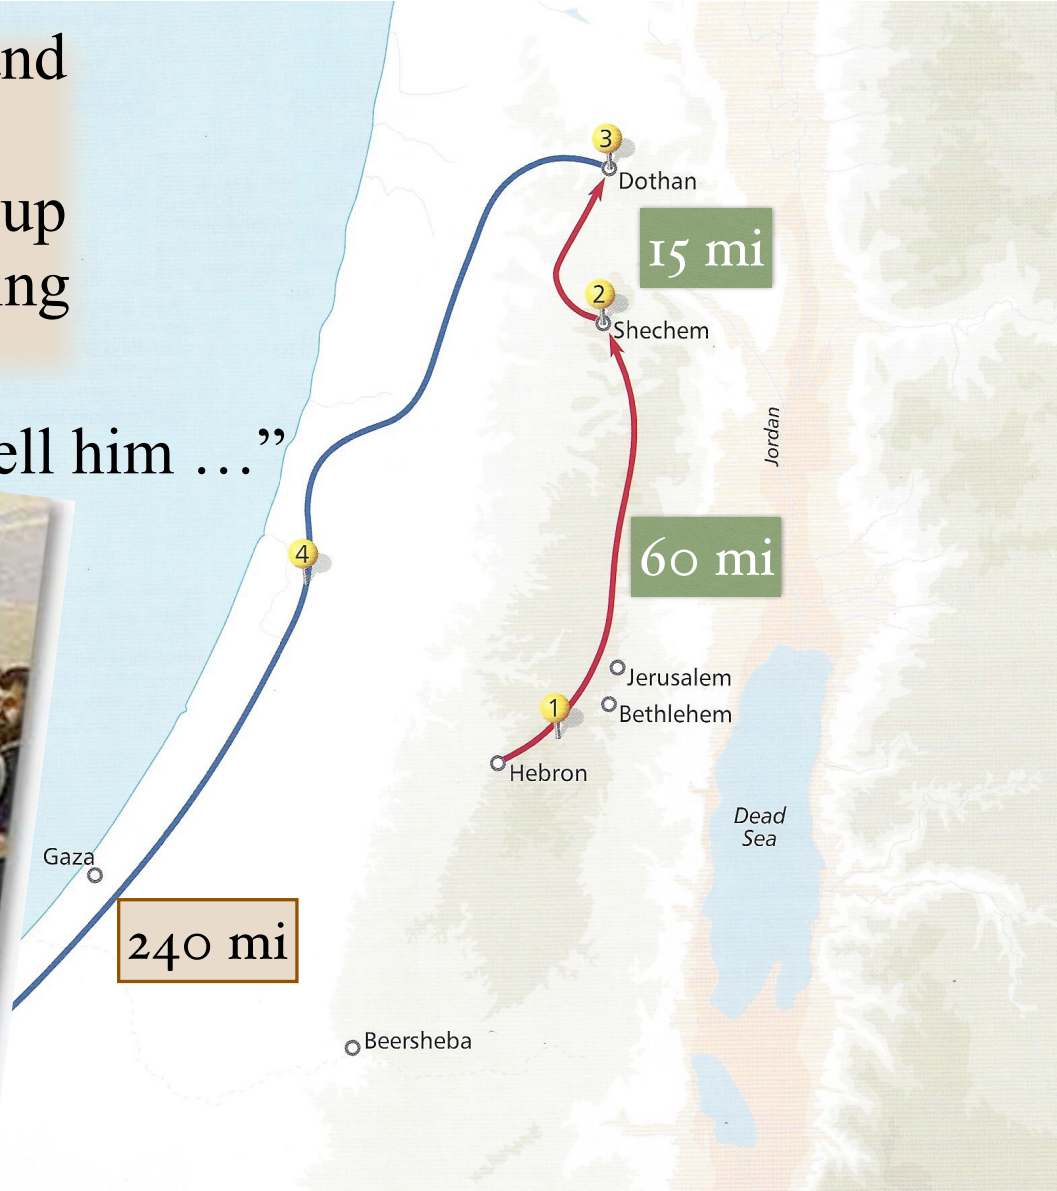 nd
up
ng
ell him …”
3
Dothan
15 mi
2
Shechem
Jordan
4
60 mi
Jerusalem
1
Bethlehem
Hebron
Dead
Sea
Gaza
240 mi
Beersheba